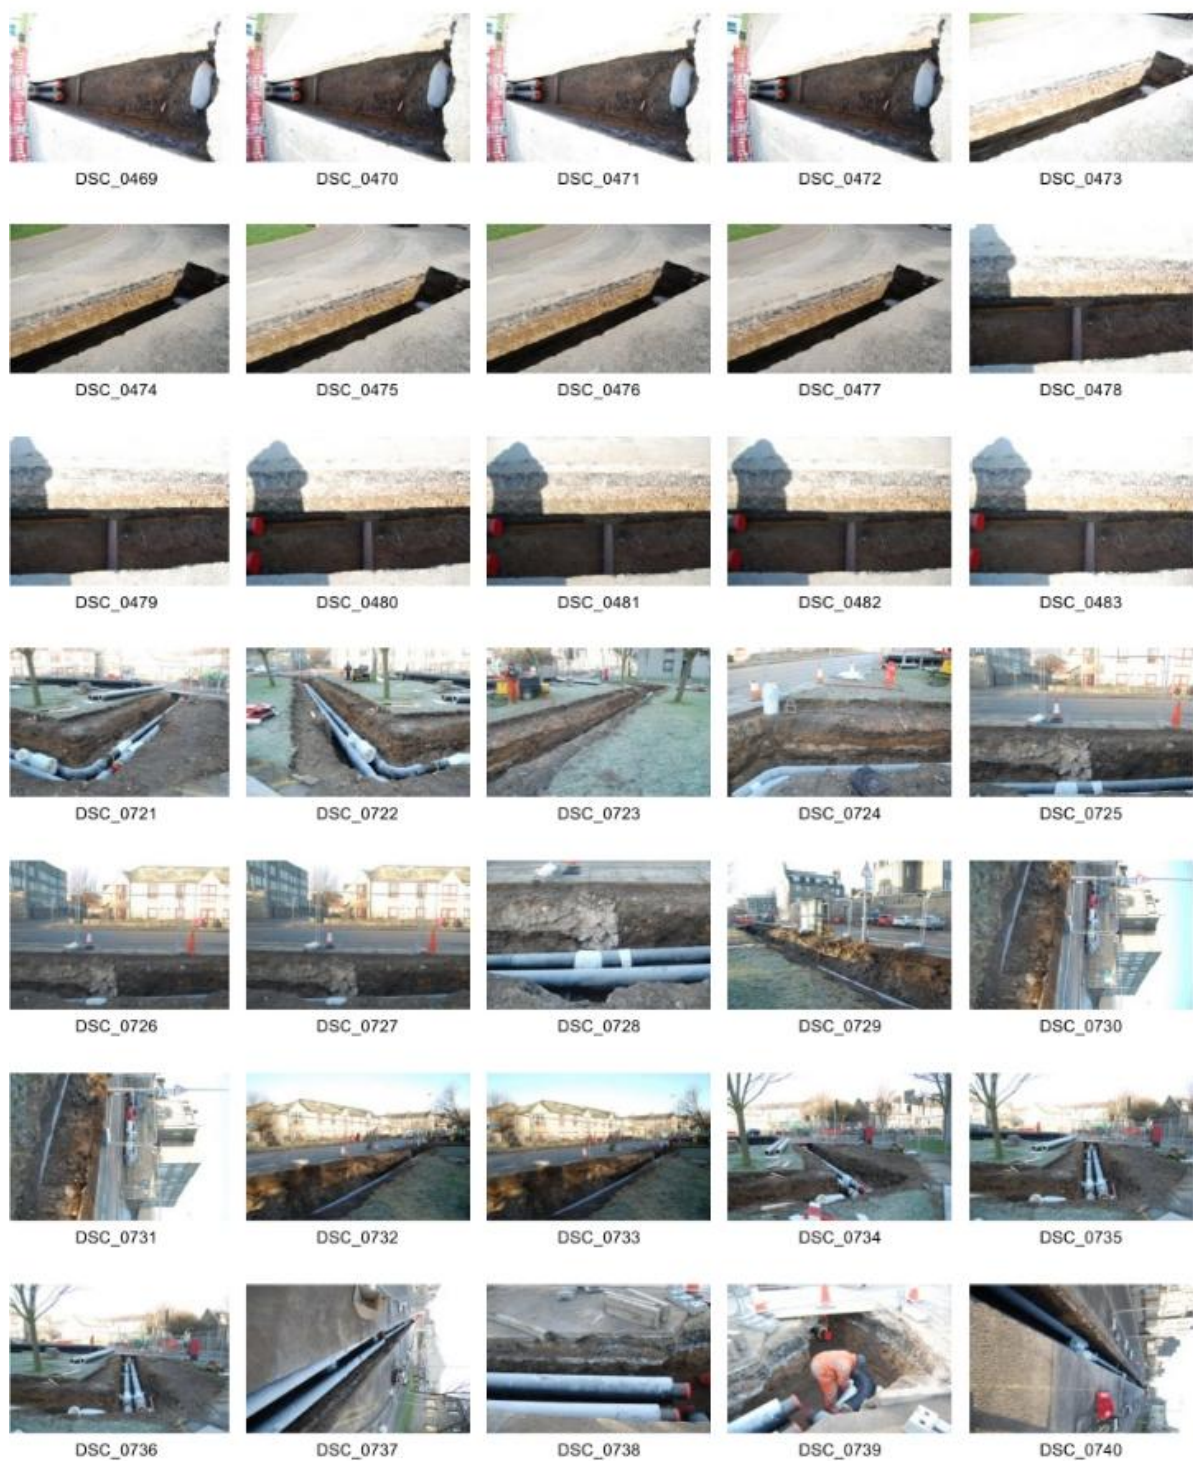 DSC_0469 DSC_0470 DSC_0471 DSC_0472 DSC_0473
DSC_0474 DSC_0475 DSC_0476 DSC_0477 DSC_0478
DSC_0479 DSC_0480 DSC_0481 DSC_0482 DSC_0483
DSC_0721 DSC_0722 DSC_0723 DSC_0724 DSC_0725
DSC_0726 DSC_0727 DSC_0728 DSC_0729 DSC_0730
DSC_0731 DSC_0732 DSC_0733 DSC_0734 DSC_0735
DSC_0736 DSC_0737 DSC_0738 DSC_0739 DSC_0740